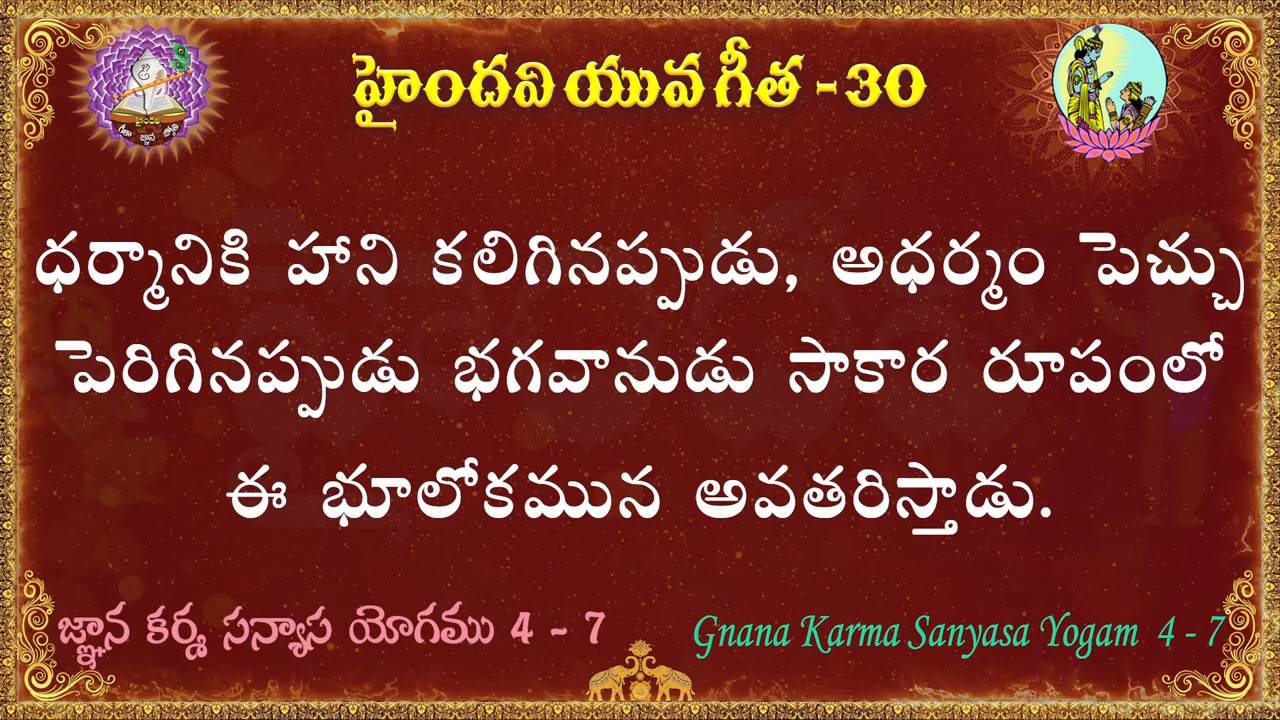 హైందవి యువ గీత - 30
ధర్మానికి హాని కలిగినప్పుడు, అధర్మం పెచ్చు
పెరిగినప్పుడు భగవానుడు సాకార రూపంలో
ఈ భూలోకమున అవతరిస్తాడు.
జ్ఞాన కర్మ సన్యాస యోగము 4 - 7
Gnana Karma Sanyasa Yogam 4 - 7
హైందవి
గీతా జ్ఞాన జ్యోతి